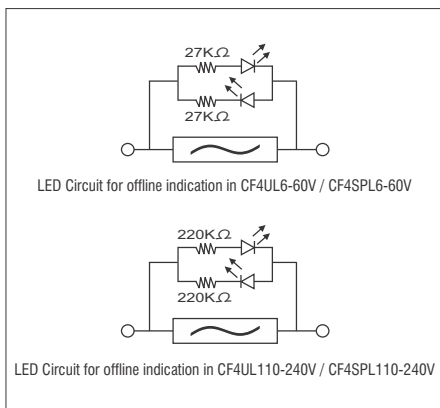 27KΩ
27KΩ
LED Circuit for offline indication in CF4UL6-60V / CF4SPL6-60V
220KΩ
220KΩ
LED Circuit for offline indication in CF4UL110-240V / CF4SPL110-240V